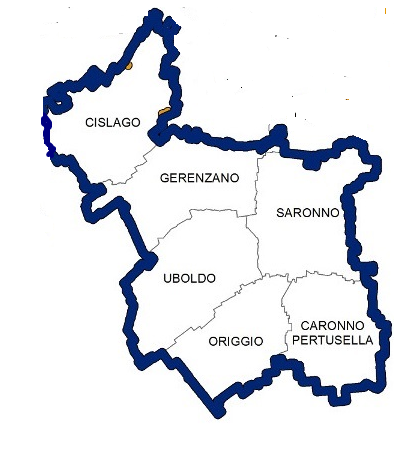 CISLAGO
GERENZANO
SARONNO
UBOLDO
ORIGGIO
CARONNO
PERTUSELLA